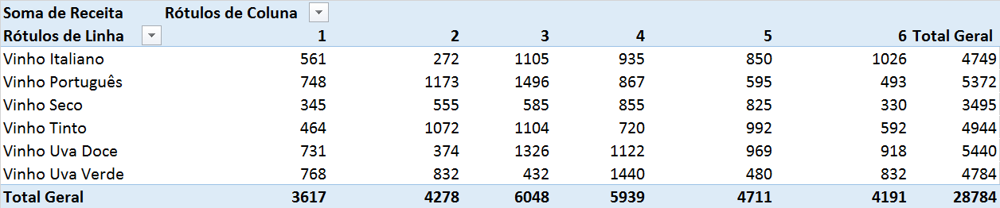 Soma de Receita Rótulos de Coluna
Rótulos de Linha 1 2 3 4 5 6 Total Geral
Vinho Italiano 561 272 1105 935 850 1026 4749
Vinho Português 748 1173 1496 867 595 493 5372
Vinho Seco 345 555 585 855 825 330 3495
Vinho Tinto 464 1072 1104 720 992 592 4944
Vinho Uva Doce 731 374 1326 1122 969 918 5440
Vinho Uva Verde 768 832 432 1440 480 832 4784
Total Geral 3617 4278 6048 5939 4711 4191 28784